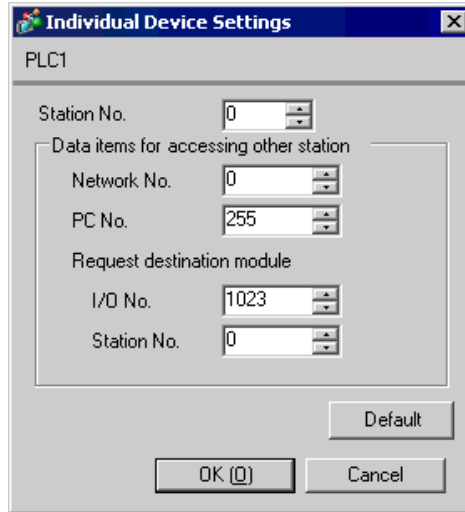 Individual Device Settings
PLC1
Station No. 0
Data items for accessing other station
Network No. 0
PC No. 255
Request destination module
I/O No. 1023
Station No. 0
Default
OK (O) Cancel